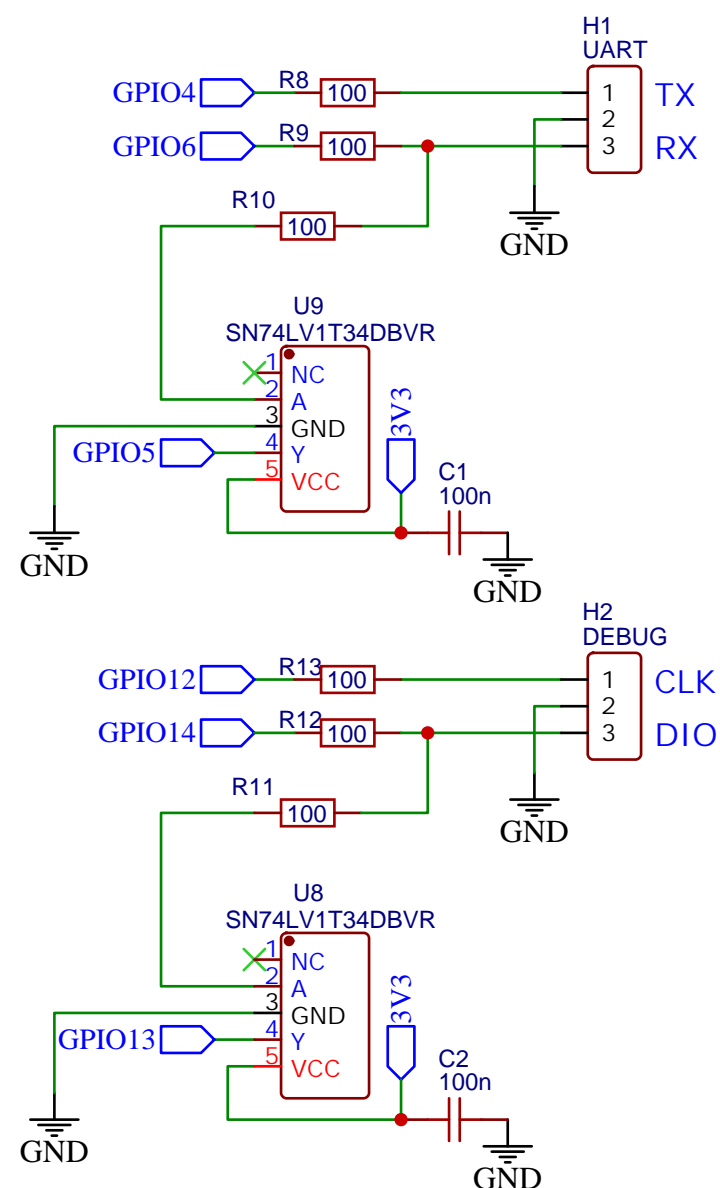 H1
UART
GPIO4
R8
100
1
TX
2
GPIO6
R9
100
3
RX
R10
100
GND
U9
SN74LV1T34DBVR
1
NC
2
A
3
GND
4
Y
5
VCC
GPIO5
3V3
C1
100n
GND
GND
H2
DEBUG
GPIO12
R13
100
1
CLK
2
GPIO14
R12
100
3
DIO
R11
100
GND
U8
SN74LV1T34DBVR
1
NC
2
A
3
GND
4
Y
5
VCC
GPIO13
3V3
C2
100n
GND
GND